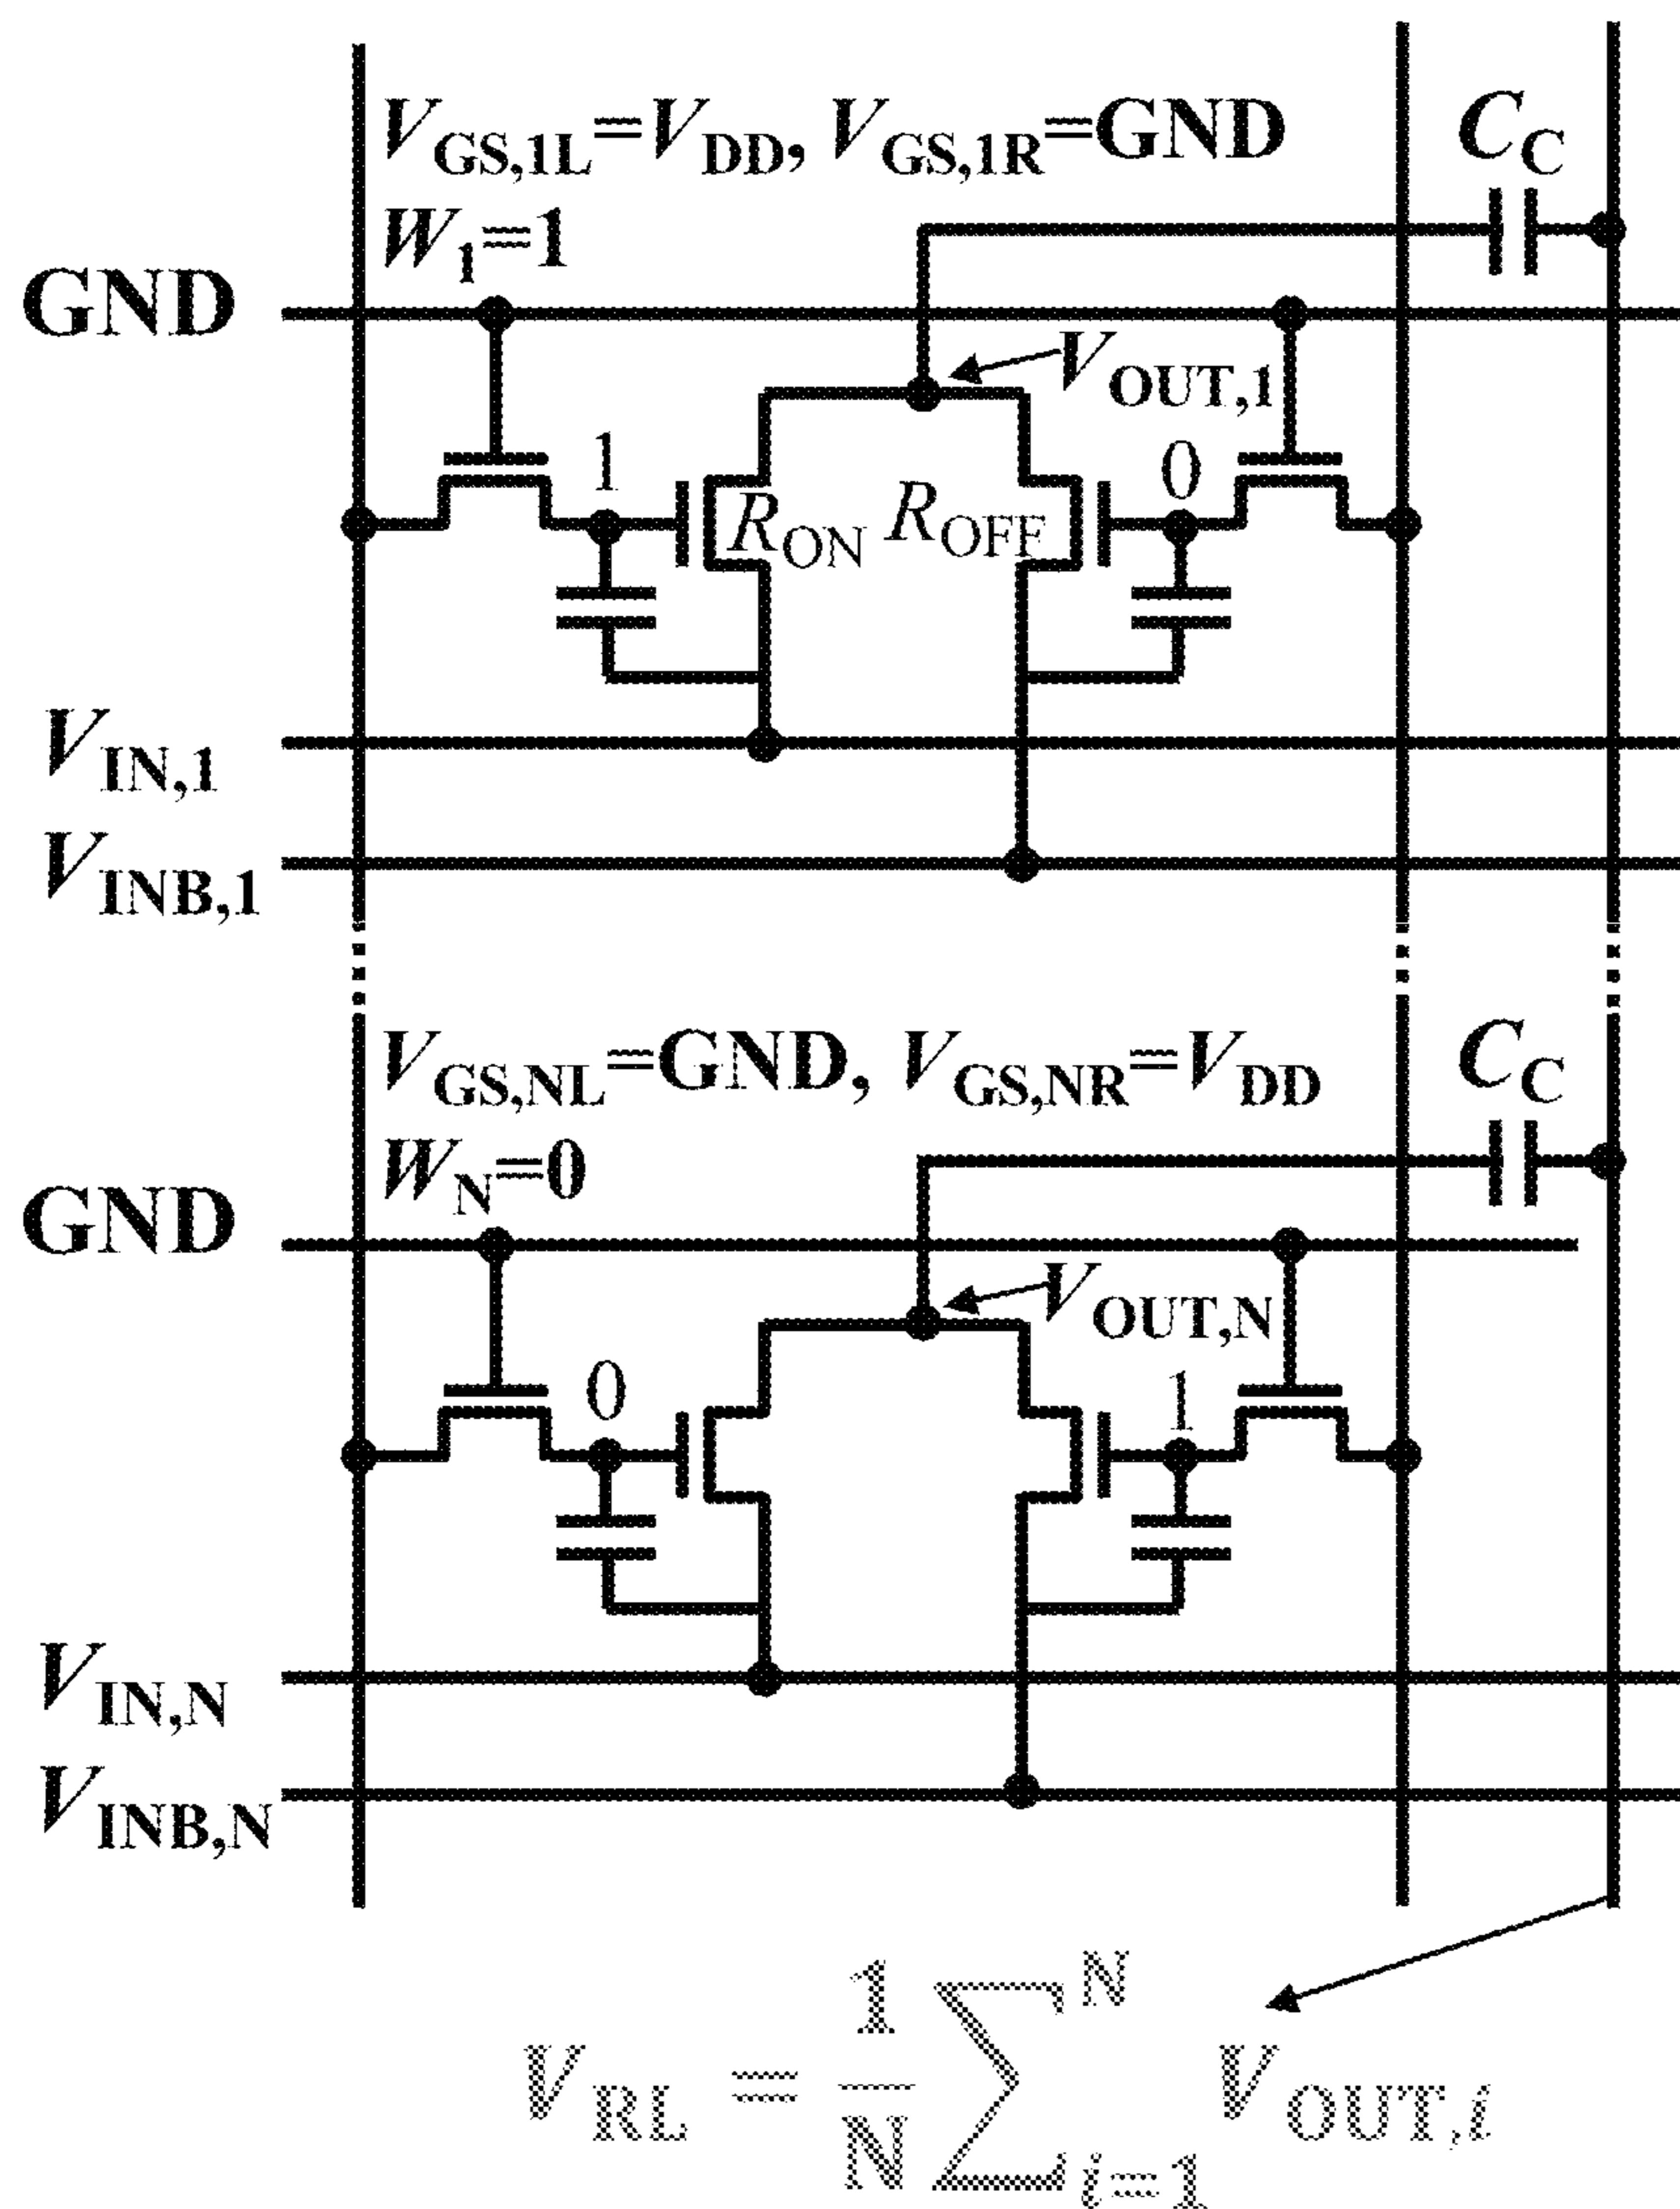 V_GS,1L=V_DD, V_GS,1R=GND
C_C
W_1=1
GND
V_OUT,1
1
0
R_ON R_OFF
V_IN,1
V_INB,1
V_GS,NL=GND, V_GS,NR=V_DD
C_C
W_N=0
GND
V_OUT,N
0
1
V_IN,N
V_INB,N
V_RL = 1/N ∑_{i=1}^{N} V_OUT,i